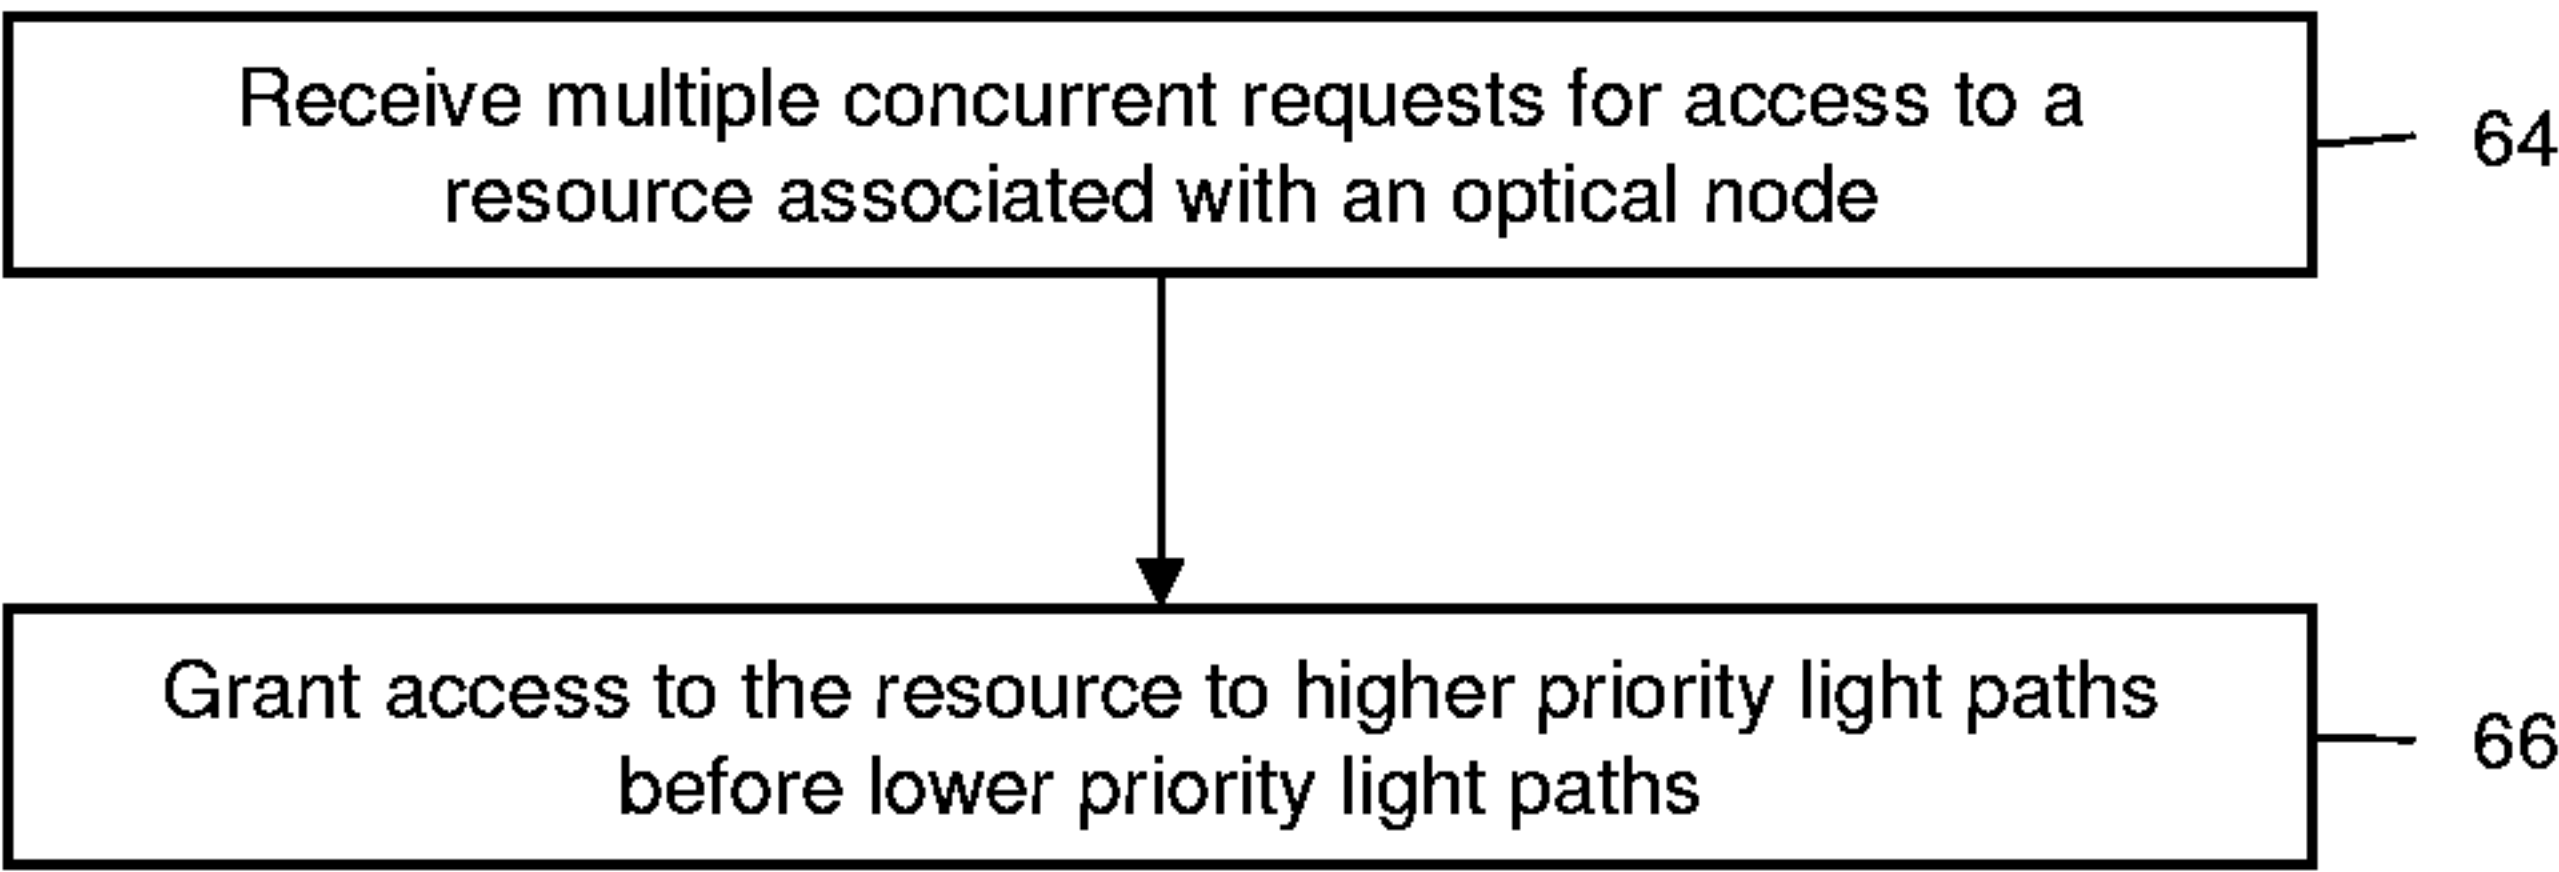 Receive multiple concurrent requests for access to a
resource associated with an optical node
64
Grant access to the resource to higher priority light paths
before lower priority light paths
66